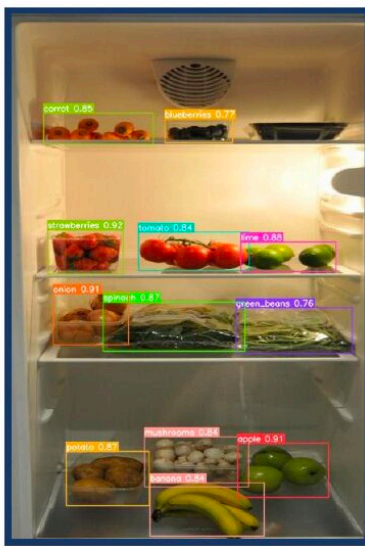 carrot 0.85
blueberries 0.77
strawberries 0.92
tomato 0.84
lime 0.88
onion 0.91
spinach 0.87
green_beans 0.76
mushrooms 0.84
apple 0.91
potato 0.87
banana 0.84